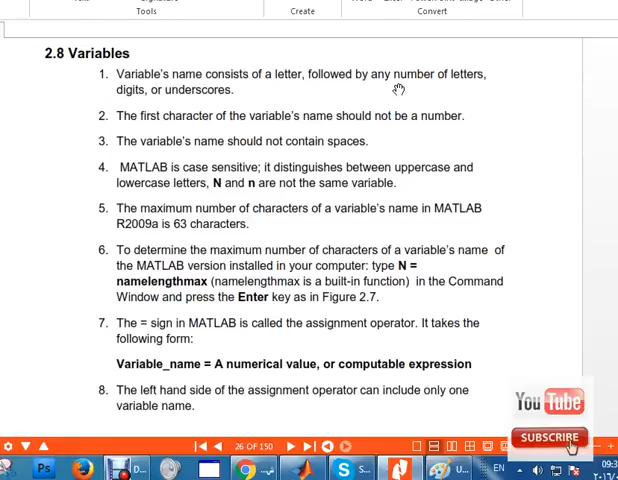 Tools
Create
Convert
2.8 Variables
1. Variable's name consists of a letter, followed by any number of letters,
digits, or underscores.
2. The first character of the variable's name should not be a number.
3. The variable's name should not contain spaces.
4. MATLAB is case sensitive; it distinguishes between uppercase and
lowercase letters, N and n are not the same variable.
5. The maximum number of characters of a variable's name in MATLAB
R2009a is 63 characters.
6. To determine the maximum number of characters of a variable's name of
the MATLAB version installed in your computer: type N =
namelengthmax (namelengthmax is a built-in function) in the Command
Window and press the Enter key as in Figure 2.7.
7. The = sign in MATLAB is called the assignment operator. It takes the
following form:
Variable_name = A numerical value, or computable expression
8. The left hand side of the assignment operator can include only one
variable name.
YouTube
SUBSCRIBE
26 OF 150
Ps
D...
C...
S...
U...
EN